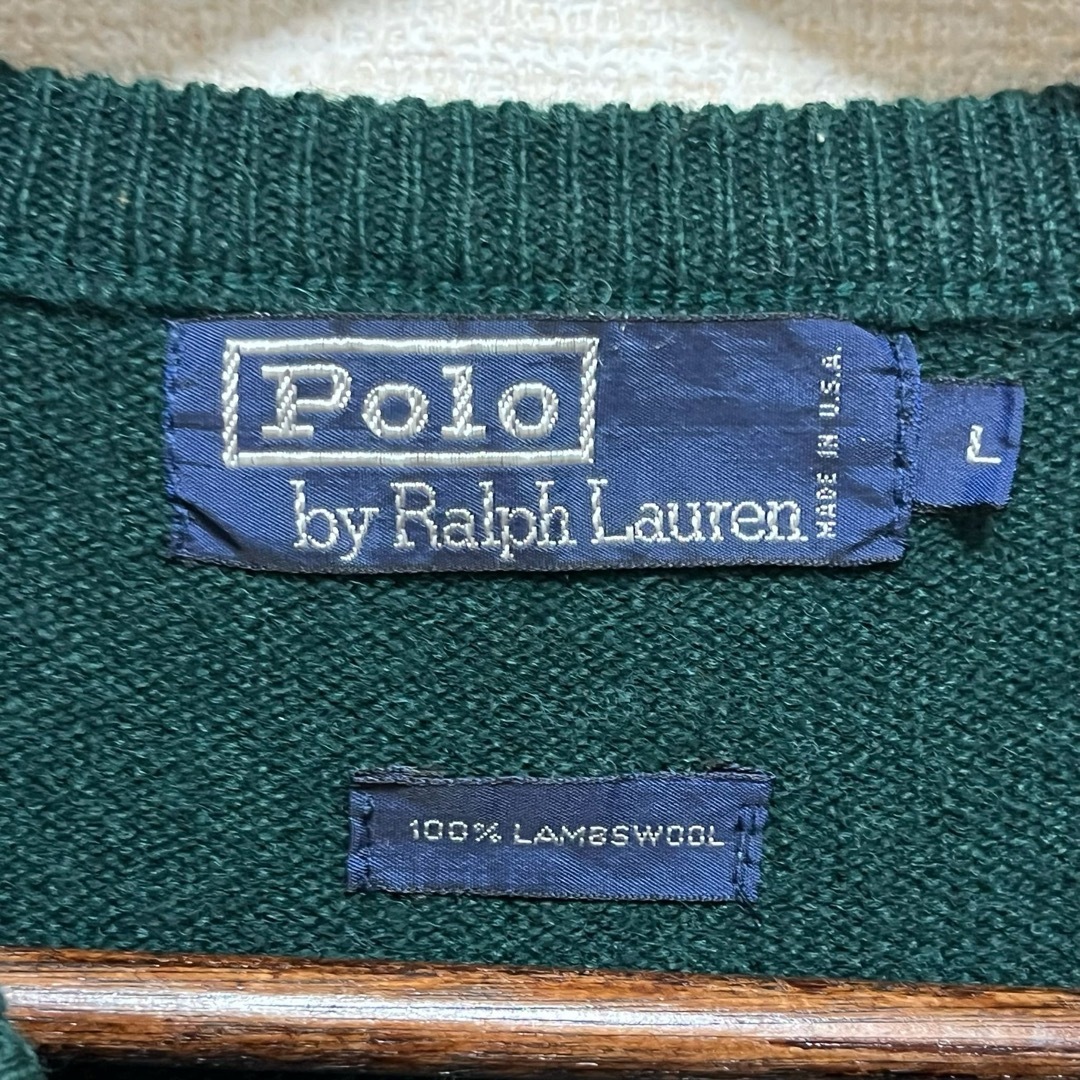 Polo
by Ralph Lauren
MADE IN U.S.A.
L
100% LAMBSWOOL